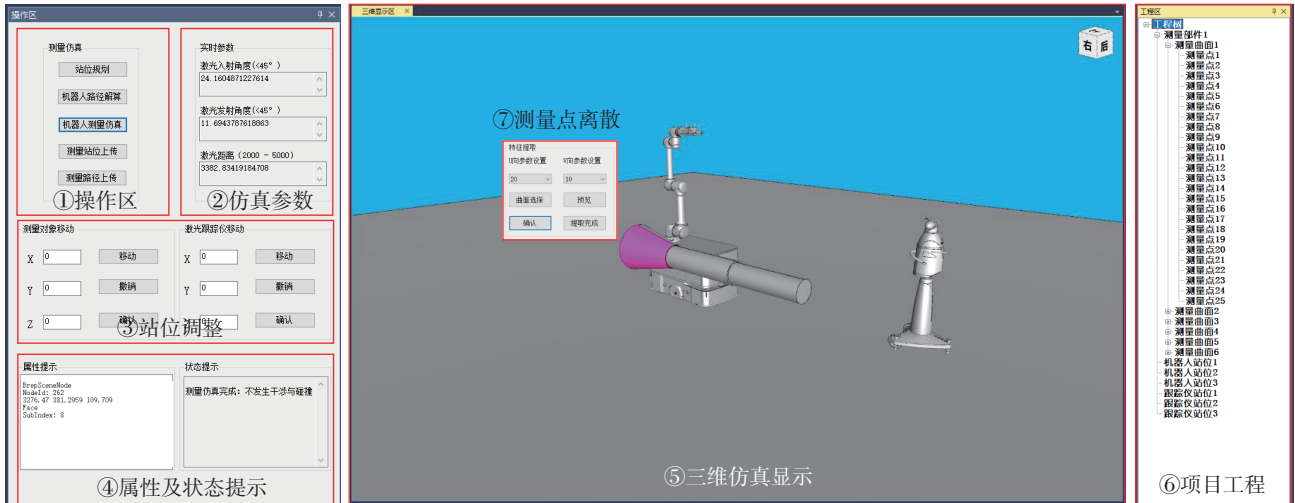 操作区
测量仿真
站位规划
机器人路径解算
机器人测量仿真
测量站位上传
测量路径上传
①操作区
实时参数
激光入射角度(<45°)
24.1604871227614
激光发射角度(<45°)
11.6943787618863
激光距离(2000 - 5000)
3382.83419184708
②仿真参数
测量对象移动
X 0 移动
Y 0 撤销
Z 0 确认
激光跟踪仪移动
X 0 移动
Y 0 撤销
确认
③站位调整
属性提示
BrepSceneNode
NodeId: 262
3276.47 381.2959 109.709
Face
SubIndex: 8
状态提示
测量仿真完成: 不发生干涉与碰撞
④属性及状态提示
三维显示区
右 后
⑦测量点离散
特征提取
U向参数设置 V向参数设置
20 10
曲面选择 预览
确认 提取完成
⑤三维仿真显示
工程区
工程树
测量部件1
测量曲面1
测量点1
测量点2
测量点3
测量点4
测量点5
测量点6
测量点7
测量点8
测量点9
测量点10
测量点11
测量点12
测量点13
测量点14
测量点15
测量点16
测量点17
测量点18
测量点19
测量点20
测量点21
测量点22
测量点23
测量点24
测量点25
测量曲面2
测量曲面3
测量曲面4
测量曲面5
测量曲面6
机器人站位1
机器人站位2
机器人站位3
跟踪仪站位1
跟踪仪站位2
跟踪仪站位3
⑥项目工程